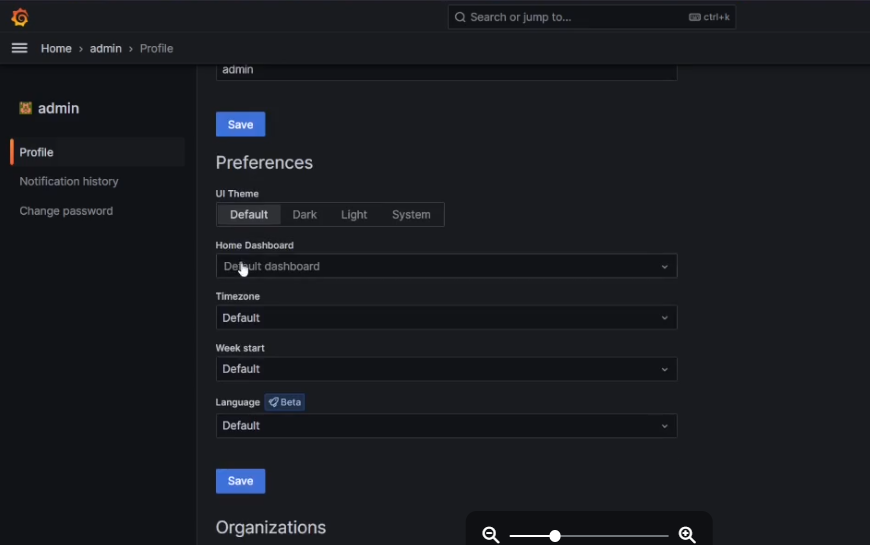 Search or jump to...
ctrl+k
Home › admin › Profile
admin
admin
Save
Profile
Preferences
Notification history
UI Theme
Change password
Default Dark Light System
Home Dashboard
Default dashboard
Timezone
Default
Week start
Default
Language Beta
Default
Save
Organizations